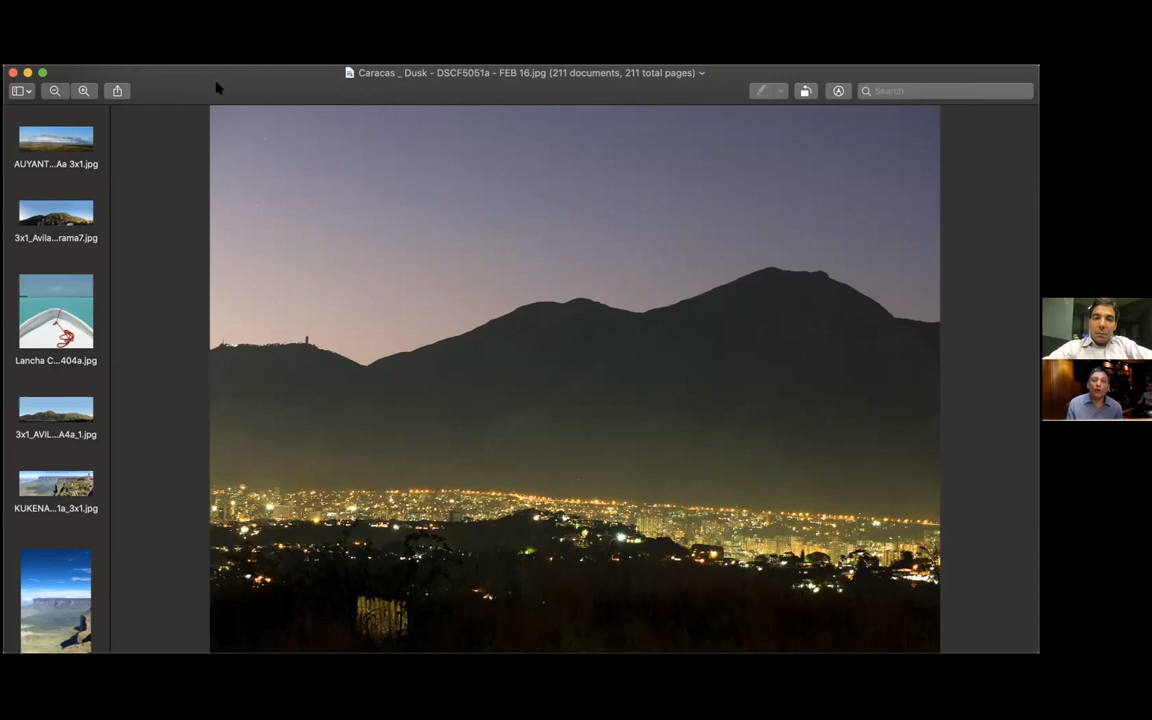 Caracas _ Dusk - DSCF5051a - FEB 16.jpg (211 documents, 211 total pages)
Search
AUYANT...Aa 3x1.jpg
3x1_Avila...rama7.jpg
Lancha C...404a.jpg
3x1_AVIL...A4a_1.jpg
KUKENA...1a_3x1.jpg